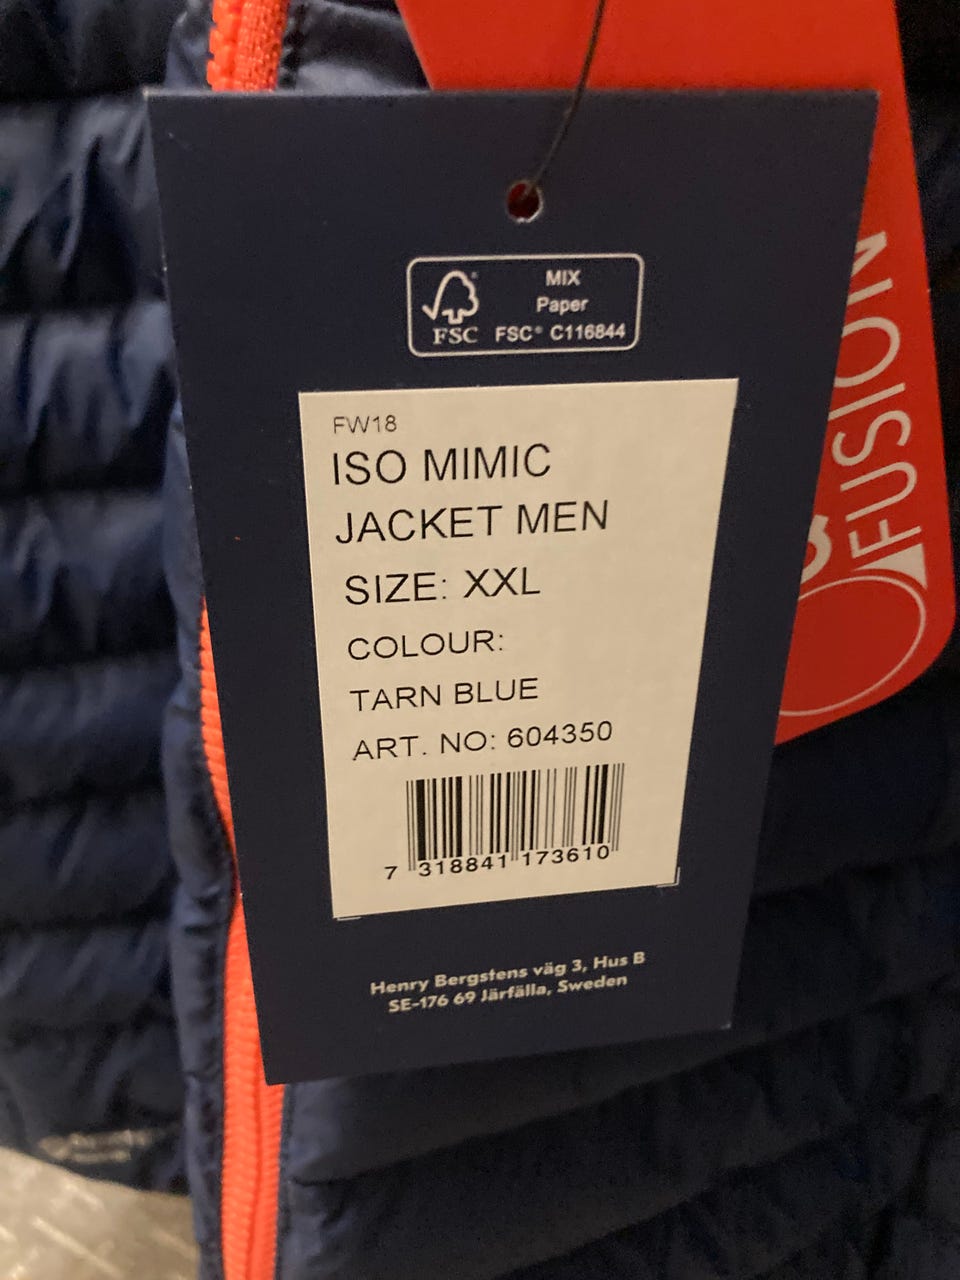 MIX
Paper
FSC
FSC® C116844
FW18
ISO MIMIC
JACKET MEN
SIZE: XXL
COLOUR:
TARN BLUE
ART. NO: 604350
7 318841 173610
Henry Bergstens väg 3, Hus B
SE-176 69 Järfälla, Sweden
FUSION